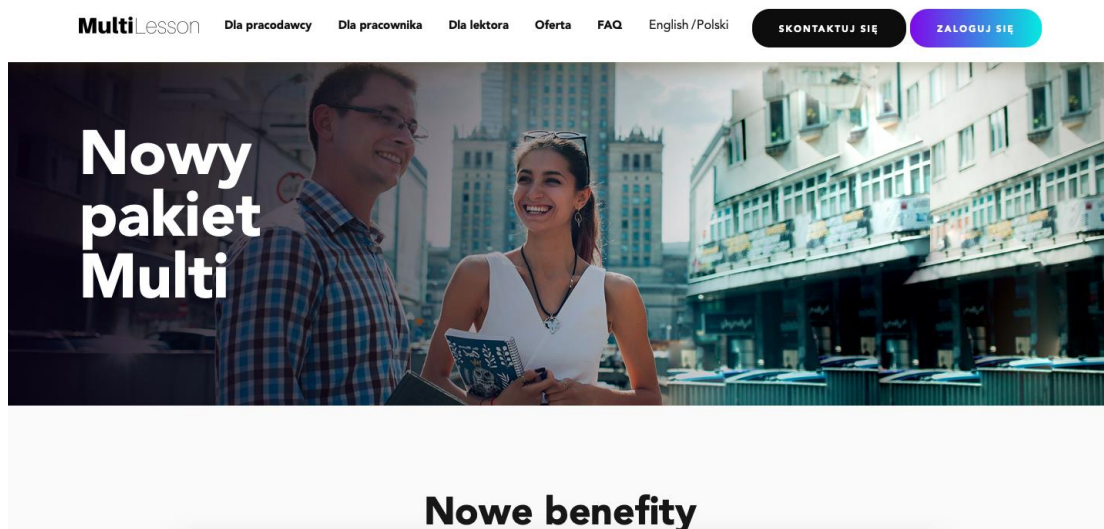 MultiLesson
Dla pracodawcy
Dla pracownika
Dla lektora
Oferta
FAQ
English / Polski
SKONTAKTUJ SIĘ
ZALOGUJ SIĘ
Nowy
pakiet
Multi
Nowe benefity